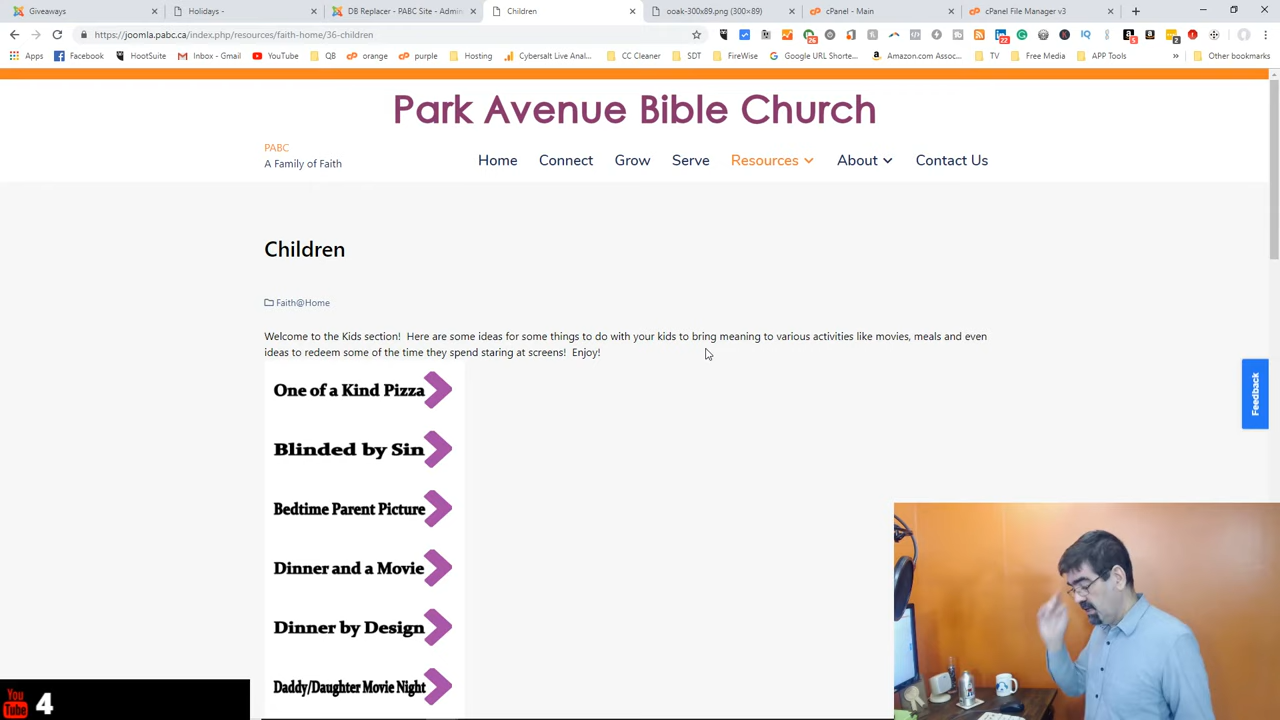 Giveaways
Holidays -
DB Replacer - PABC Site - Admin
Children
ooak-300x89.png (300×89)
cPanel - Main
cPanel File Manager v3
https://joomla.pabc.ca/index.php/resources/faith-home/36-children
Apps Facebook HootSuite Inbox - Gmail YouTube QB orange purple Hosting Cybersalt Live Anal... CC Cleaner SDT FireWise Google URL Shorte... Amazon.com Assoc... TV Free Media APP Tools » Other bookmarks
Park Avenue Bible Church
PABC
A Family of Faith
Home Connect Grow Serve Resources About Contact Us
Children
Faith@Home
Welcome to the Kids section! Here are some ideas for some things to do with your kids to bring meaning to various activities like movies, meals and even
ideas to redeem some of the time they spend staring at screens! Enjoy!
One of a Kind Pizza
Blinded by Sin
Bedtime Parent Picture
Dinner and a Movie
Dinner by Design
Daddy/Daughter Movie Night
Feedback
You
Tube
4